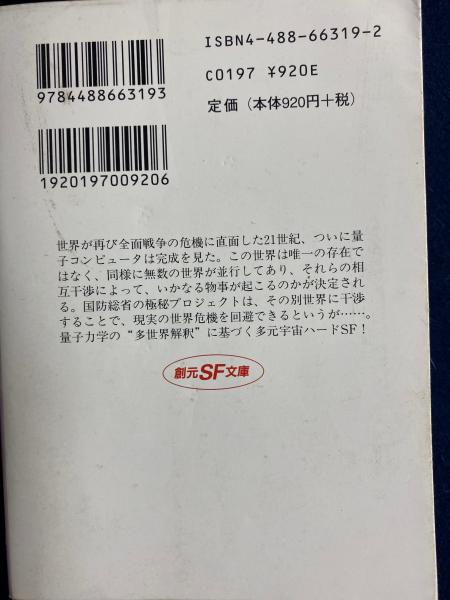 ISBN4-488-66319-2
C0197 ¥920E
定価（本体920円＋税）
9784488663193
1920197009206
世界が再び全面戦争の危機に直面した21世紀、ついに量
子コンピュータは完成を見た。この世界は唯一の存在で
はなく、同様に無数の世界が並行してあり、それらの相
互干渉によって、いかなる物事が起こるのかが決定され
る。国防総省の極秘プロジェクトは、その別世界に干渉
することで、現実の世界危機を回避できるというが……。
量子力学の“多世界解釈”に基づく多元宇宙ハードSF！
創元SF文庫